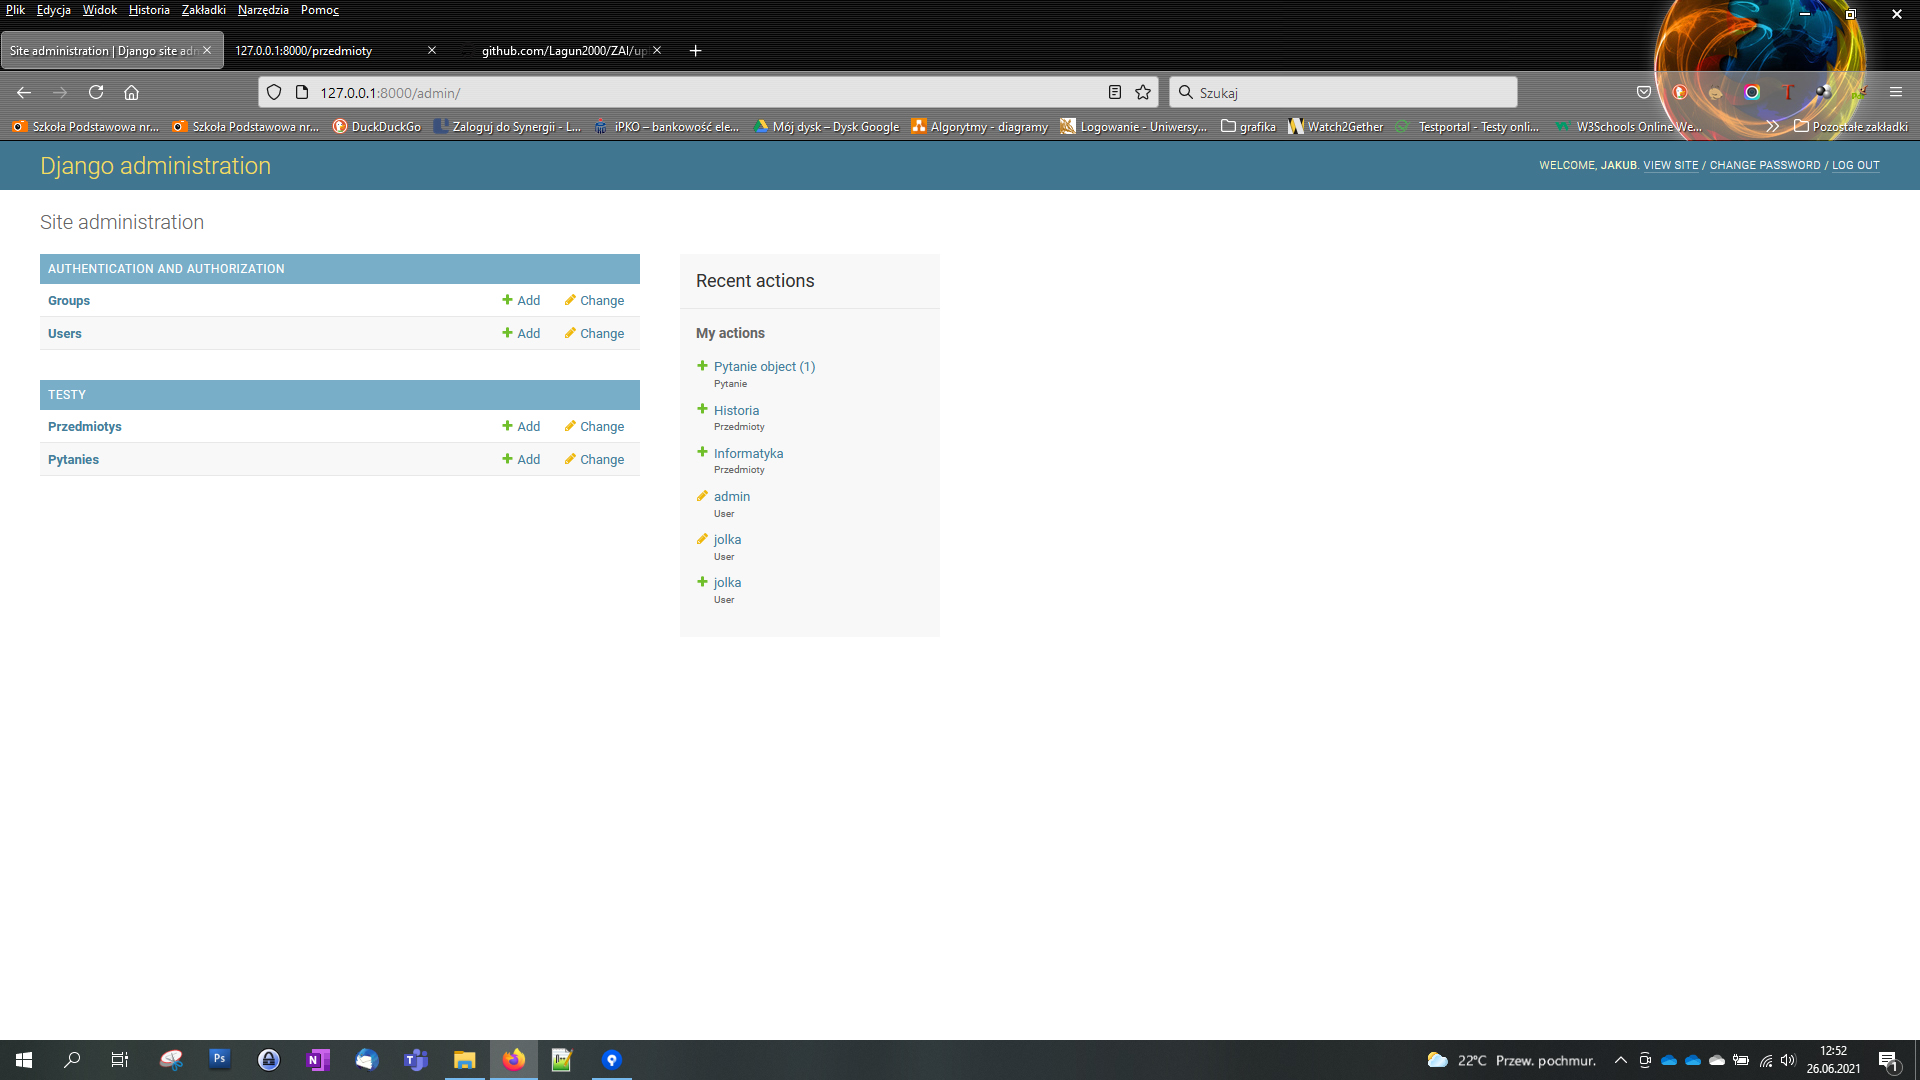 Plik Edycja Widok Historia Zakładki Narzędzia Pomoc
Site administration | Django site adn
127.0.0.1:8000/przedmioty
github.com/Lagun2000/ZAI/up
127.0.0.1:8000/admin/
Szukaj
Szkoła Podstawowa nr... Szkoła Podstawowa nr... DuckDuckGo Zaloguj do Synergii - L... iPKO – bankowość ele... Mój dysk – Dysk Google Algorytmy - diagramy Logowanie - Uniwersy... grafika Watch2Gether Testportal - Testy onli... W3Schools Online We... Pozostałe zakładki
Django administration
WELCOME, JAKUB. VIEW SITE / CHANGE PASSWORD / LOG OUT
Site administration
AUTHENTICATION AND AUTHORIZATION
Groups Add Change
Users Add Change
TESTY
Przedmiotys Add Change
Pytanies Add Change
Recent actions
My actions
Pytanie object (1)
Pytanie
Historia
Przedmioty
Informatyka
Przedmioty
admin
User
jolka
User
jolka
User
22°C Przew. pochmur.
12:52
26.06.2021
1